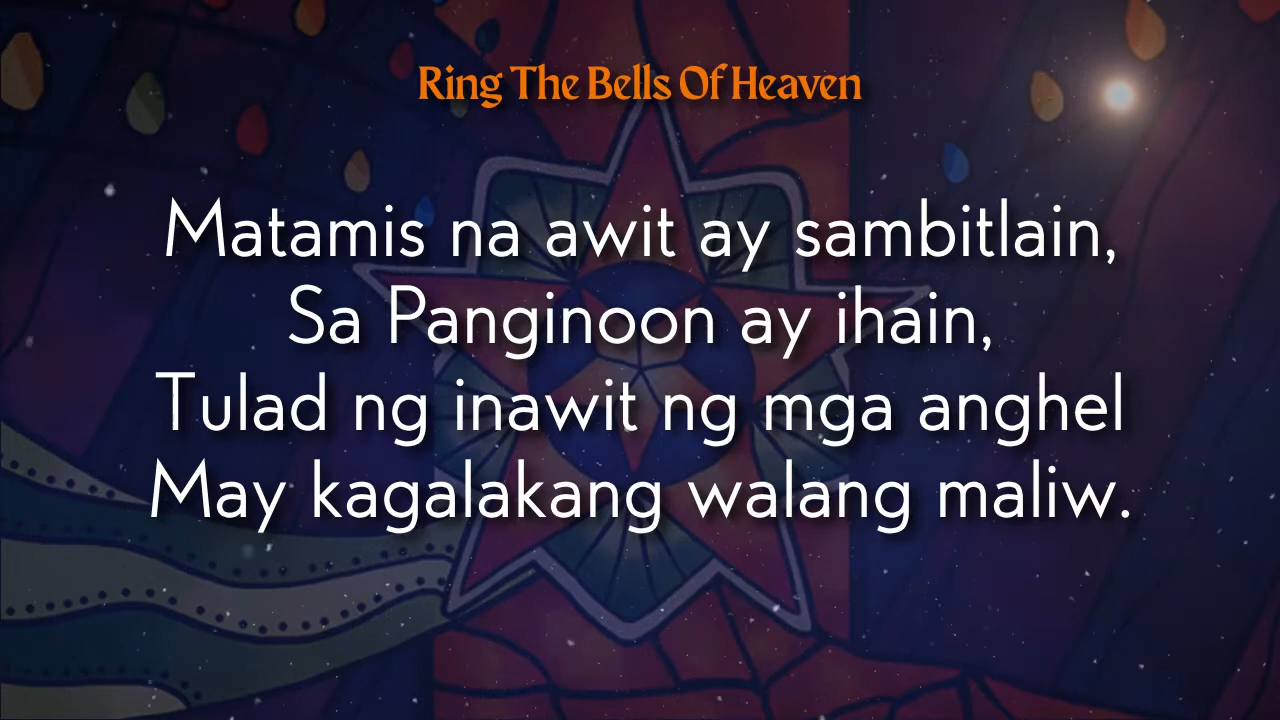 Ring The Bells Of Heaven
Matamis na awit ay sambitlain,
Sa Panginoon ay ihain,
Tulad ng inawit ng mga anghel
May kagalakang walang maliw.